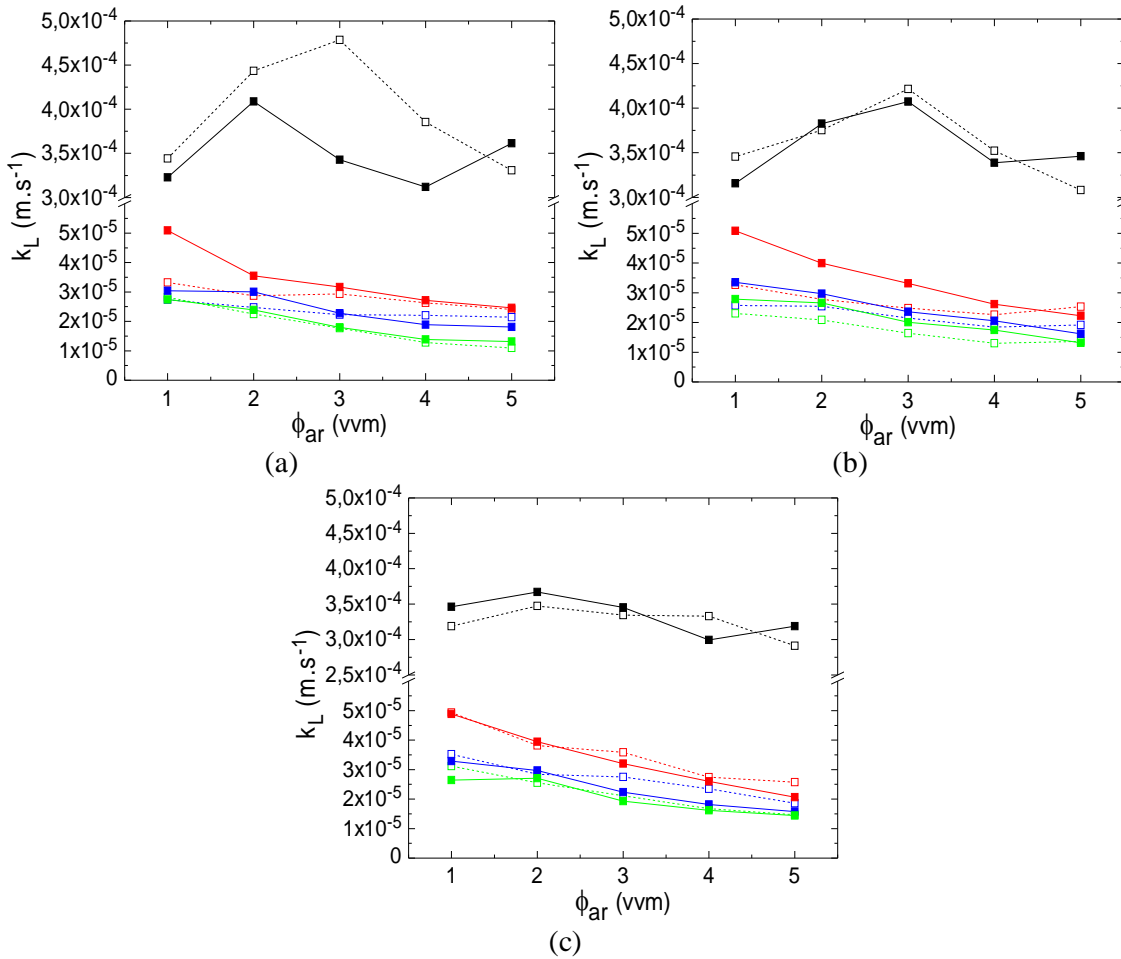 5,0x10⁻⁴
4,5x10⁻⁴
4,0x10⁻⁴
3,5x10⁻⁴
3,0x10⁻⁴
5x10⁻⁵
4x10⁻⁵
3x10⁻⁵
2x10⁻⁵
1x10⁻⁵
0
k_L (m.s⁻¹)
1 2 3 4 5
ϕ_ar (vvm)
(a)
5,0x10⁻⁴
4,5x10⁻⁴
4,0x10⁻⁴
3,5x10⁻⁴
3,0x10⁻⁴
5x10⁻⁵
4x10⁻⁵
3x10⁻⁵
2x10⁻⁵
1x10⁻⁵
0
k_L (m.s⁻¹)
1 2 3 4 5
ϕ_ar (vvm)
(b)
5,0x10⁻⁴
4,5x10⁻⁴
4,0x10⁻⁴
3,5x10⁻⁴
3,0x10⁻⁴
2,5x10⁻⁴
5x10⁻⁵
4x10⁻⁵
3x10⁻⁵
2x10⁻⁵
1x10⁻⁵
0
k_L (m.s⁻¹)
1 2 3 4 5
ϕ_ar (vvm)
(c)